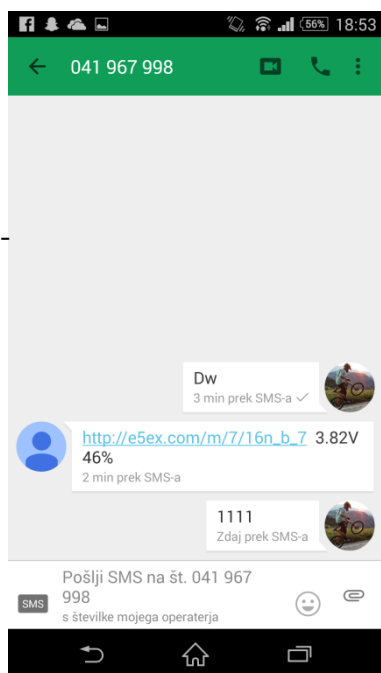 56% 18:53
041 967 998
Dw
3 min prek SMS-a
http://e5ex.com/m/7/16n_b_7 3.82V
46%
2 min prek SMS-a
1111
Zdaj prek SMS-a
Pošlji SMS na št. 041 967
998
SMS
s številke mojega operaterja